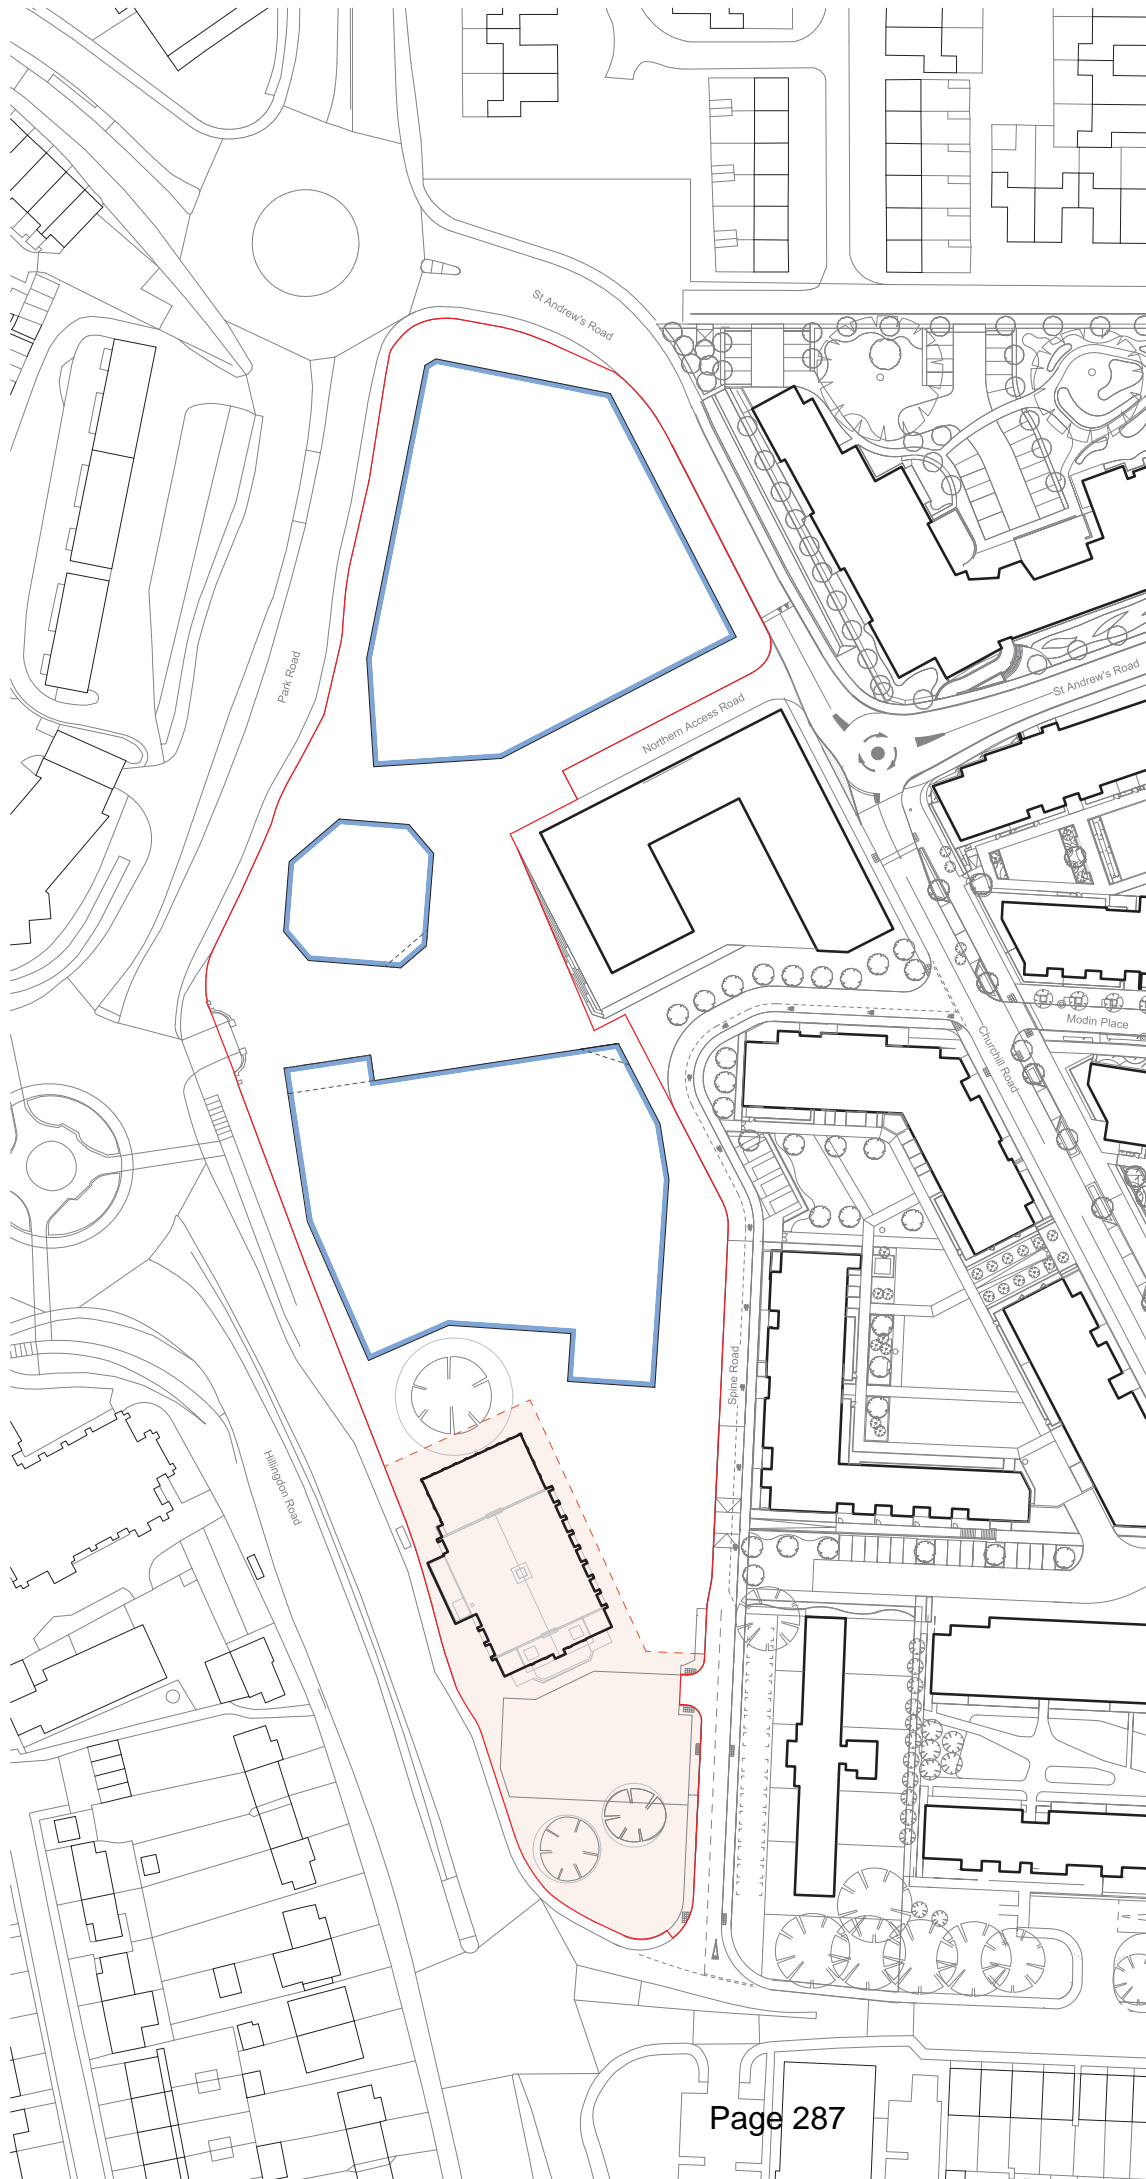 St Andrew's Road
Park Road
Northern Access Road
St Andrew's Road
Modin Place
Churchill Road
Spine Road
Hillingdon Road
Page 287